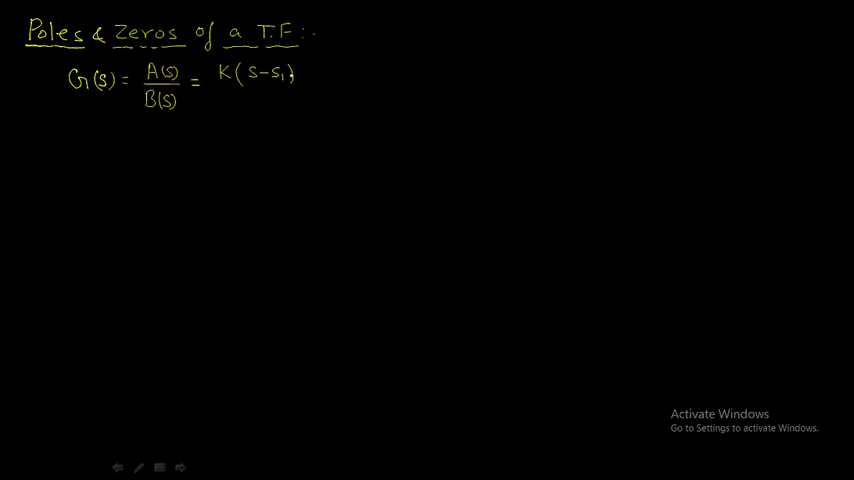 Poles & Zeros of a T.F :-
G(s) = A(s) / B(s) = K(s-s₁)
Activate Windows
Go to Settings to activate Windows.